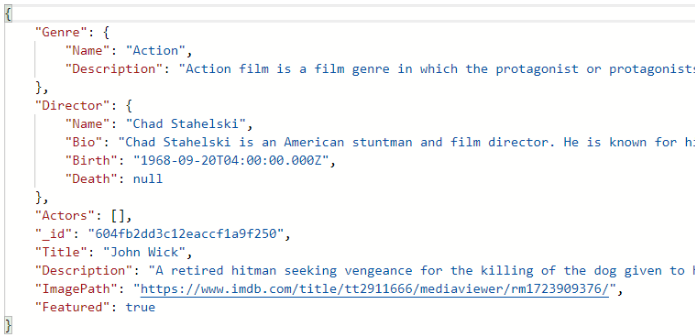 {
"Genre": {
"Name": "Action",
"Description": "Action film is a film genre in which the protagonist or protagonists
},
"Director": {
"Name": "Chad Stahelski",
"Bio": "Chad Stahelski is an American stuntman and film director. He is known for hi
"Birth": "1968-09-20T04:00:00.000Z",
"Death": null
},
"Actors": [],
"_id": "604fb2dd3c12eaccf1a9f250",
"Title": "John Wick",
"Description": "A retired hitman seeking vengeance for the killing of the dog given to h
"ImagePath": "https://www.imdb.com/title/tt2911666/mediaviewer/rm1723909376/",
"Featured": true
}